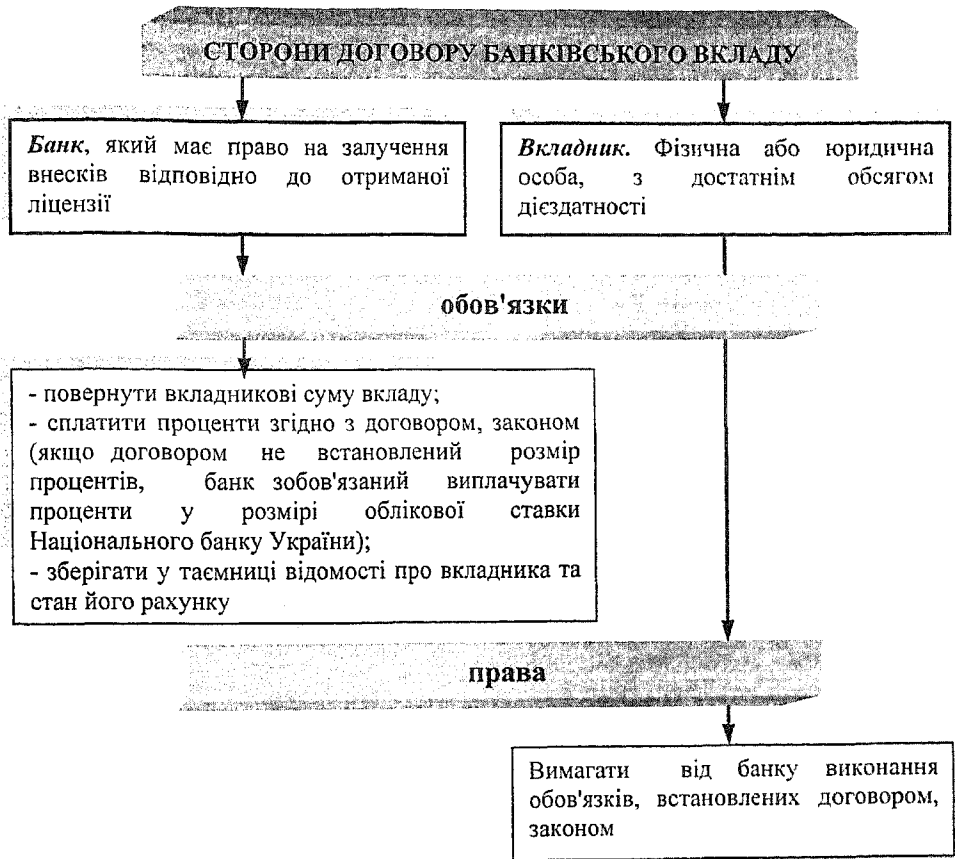 СТОРОНИ ДОГОВОРУ БАНКІВСЬКОГО ВКЛАДУ
Банк, який має право на залучення
внесків відповідно до отриманої
ліцензії
Вкладник. Фізична або юридична
особа, з достатнім обсягом
дієздатності
обов'язки
- повернути вкладникові суму вкладу;
- сплатити проценти згідно з договором, законом
(якщо договором не встановлений розмір
процентів, банк зобов'язаний виплачувати
проценти у розмірі облікової ставки
Національного банку України);
- зберігати у таємниці відомості про вкладника та
стан його рахунку
права
Вимагати від банку виконання
обов'язків, встановлених договором,
законом